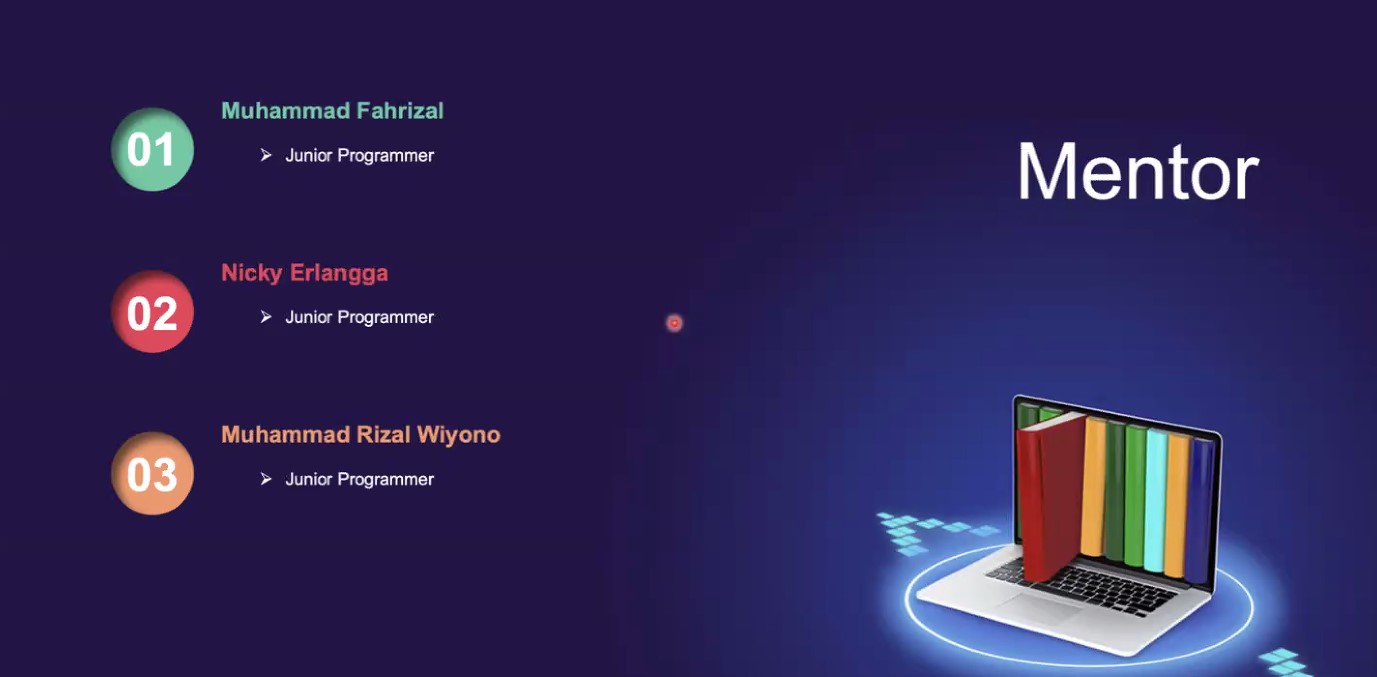 Mentor
01
Muhammad Fahrizal
➢ Junior Programmer
02
Nicky Erlangga
➢ Junior Programmer
03
Muhammad Rizal Wiyono
➢ Junior Programmer